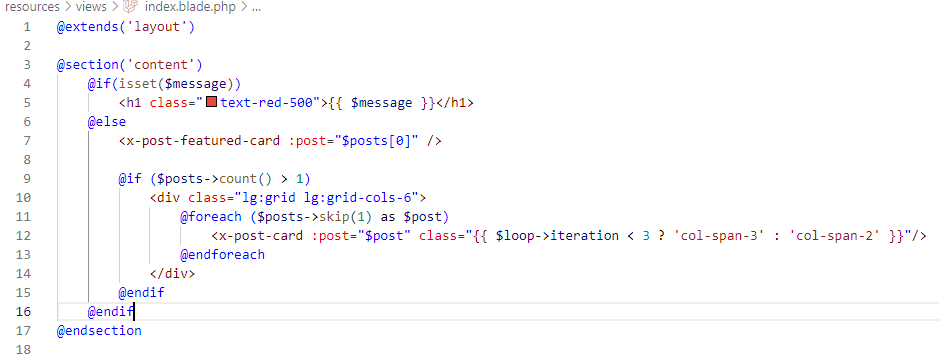 resources > views > index.blade.php > ...
1 @extends('layout')
2
3 @section('content')
4     @if(isset($message))
5         <h1 class="text-red-500">{{ $message }}</h1>
6     @else
7         <x-post-featured-card :post="$posts[0]" />
8
9         @if ($posts->count() > 1)
10             <div class="lg:grid lg:grid-cols-6">
11                 @foreach ($posts->skip(1) as $post)
12                     <x-post-card :post="$post" class="{{ $loop->iteration < 3 ? 'col-span-3' : 'col-span-2' }}"/>
13                 @endforeach
14             </div>
15         @endif
16     @endif
17 @endsection
18